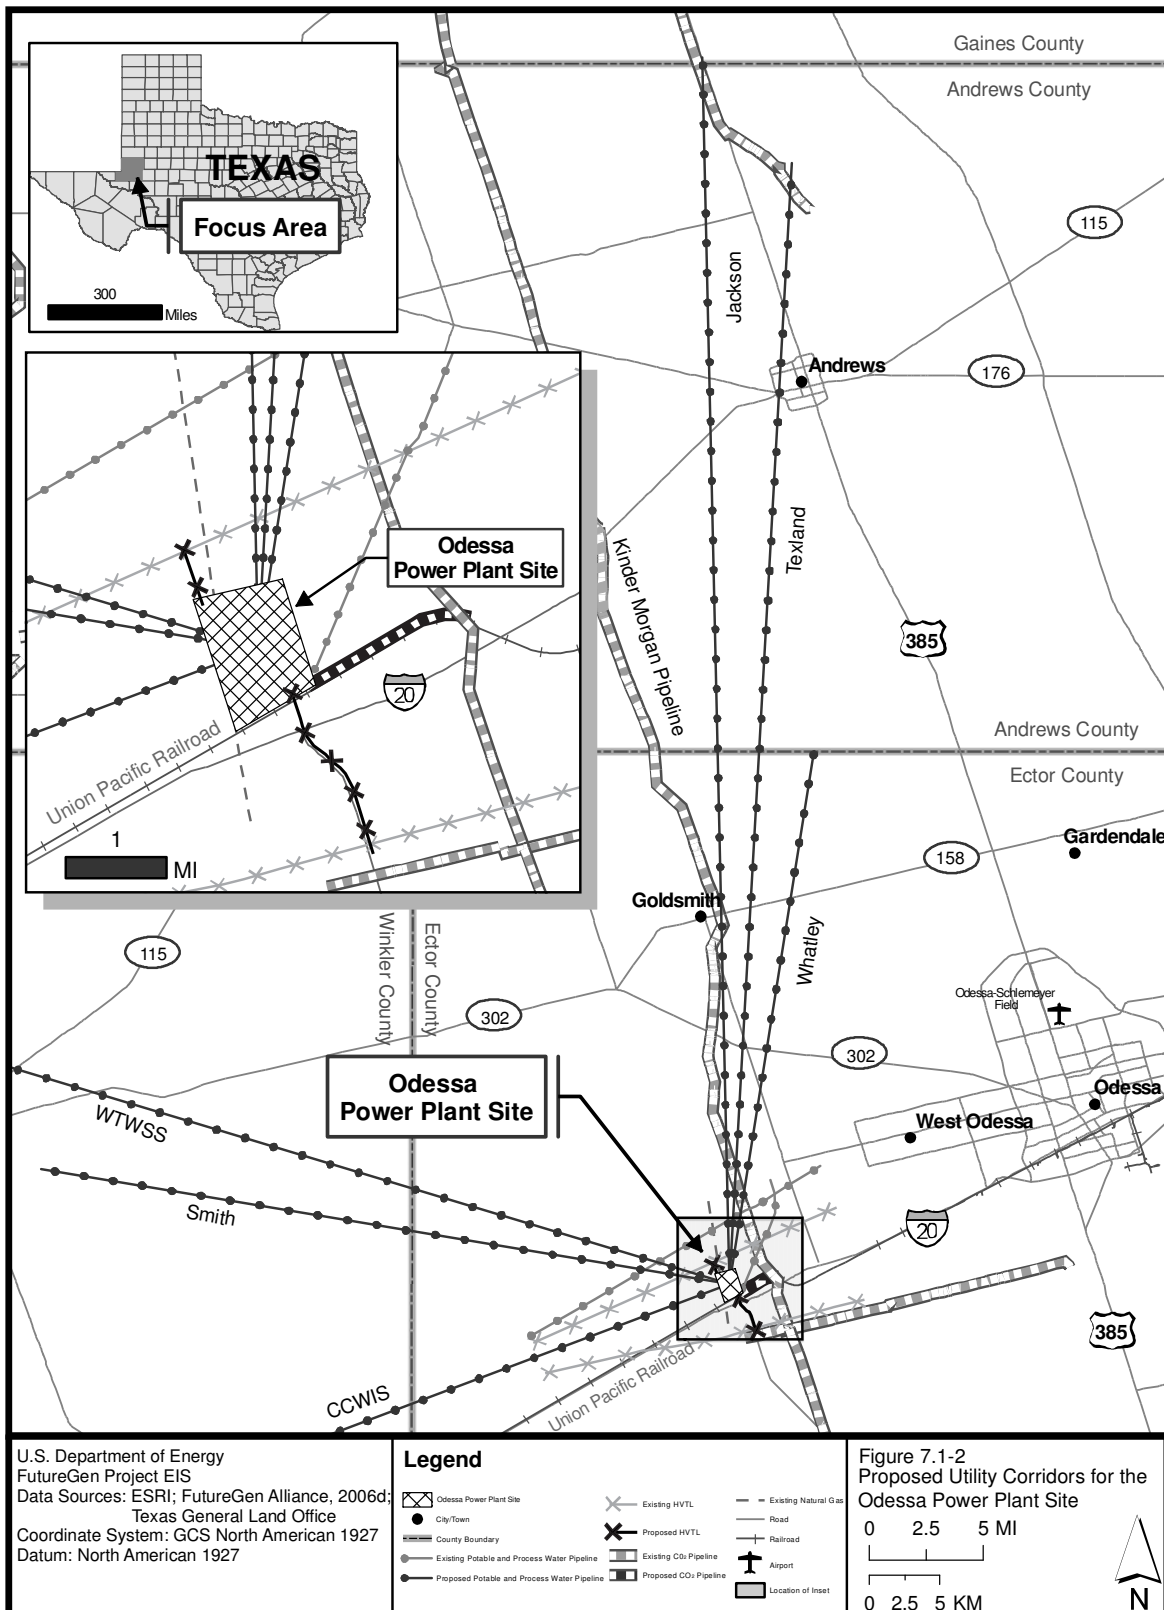 Gaines County
Andrews County
TEXAS
Focus Area
300
Miles
115
Jackson
Andrews
176
Odessa
Power Plant Site
Texland
Kinder Morgan Pipeline
385
20
Union Pacific Railroad
1
MI
Andrews County
Ector County
Gardendale
158
Goldsmith
Whatley
115
Winkler County
Ector County
302
Odessa-Schlemeyer
Field
302
Odessa
Power Plant Site
Odessa
West Odessa
WTWSS
Smith
20
385
Union Pacific Railroad
CCWIS
U.S. Department of Energy
FutureGen Project EIS
Data Sources: ESRI; FutureGen Alliance, 2006d;
Texas General Land Office
Coordinate System: GCS North American 1927
Datum: North American 1927
Legend
Odessa Power Plant Site
City/Town
County Boundary
Existing Potable and Process Water Pipeline
Proposed Potable and Process Water Pipeline
Existing HVTL
Proposed HVTL
Existing CO₂ Pipeline
Proposed CO₂ Pipeline
Existing Natural Gas
Road
Railroad
Airport
Location of Inset
Figure 7.1-2
Proposed Utility Corridors for the
Odessa Power Plant Site
0 2.5 5 MI
0 2.5 5 KM
N